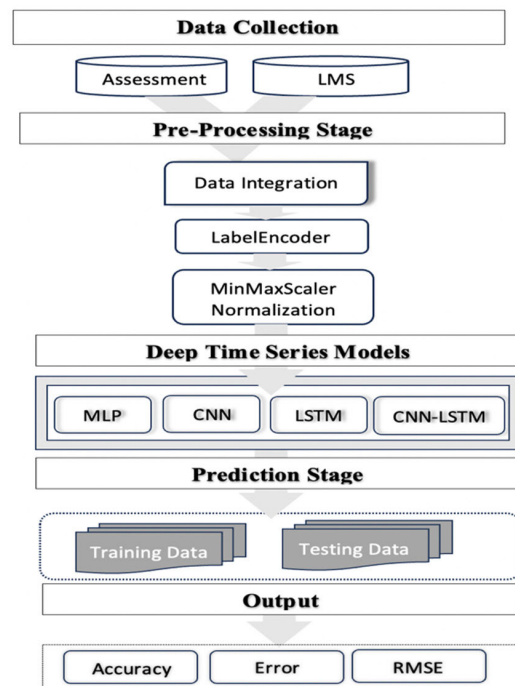 Data Collection
Assessment
LMS
Pre-Processing Stage
Data Integration
LabelEncoder
MinMaxScaler
Normalization
Deep Time Series Models
MLP
CNN
LSTM
CNN-LSTM
Prediction Stage
Training Data
Testing Data
Output
Accuracy
Error
RMSE